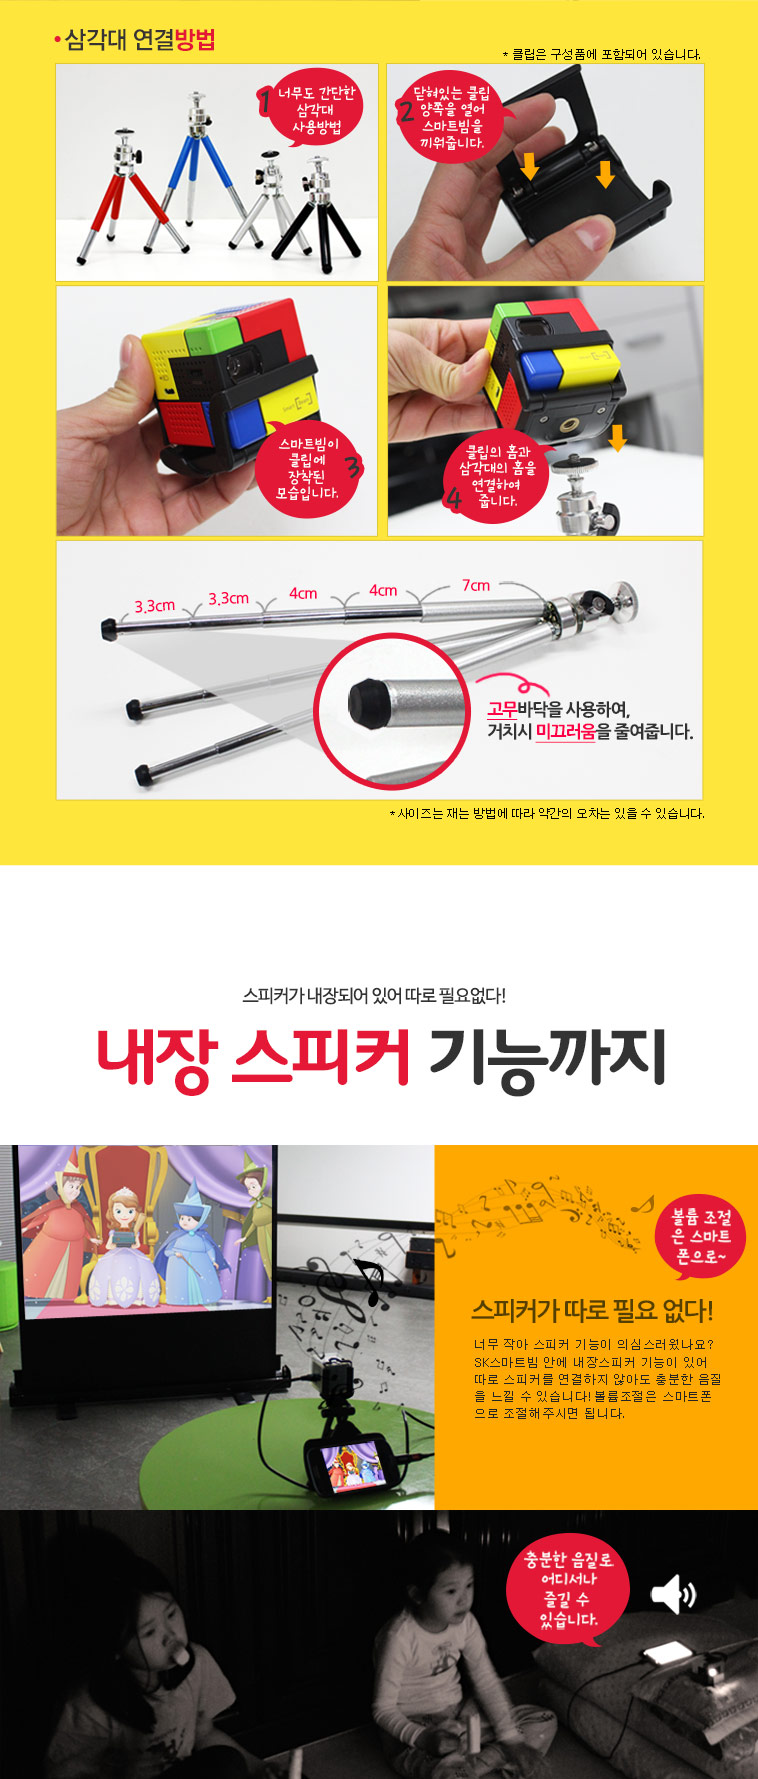 • 삼각대 연결방법
* 클립은 구성품에 포함되어 있습니다.
1
너무도 간단한
삼각대
사용방법
2
닫혀있는 클립
양쪽을 열어
스마트빔을
끼워줍니다.
스마트빔이
클립에
장착된
모습입니다.
3
클립의 홈과
삼각대의 홈을
연결하여
줍니다.
4
3.3cm
3.3cm
4cm
4cm
7cm
고무바닥을 사용하여,
거치시 미끄러움을 줄여줍니다.
* 사이즈는 재는 방법에 따라 약간의 오차는 있을 수 있습니다.
스피커가 내장되어 있어 따로 필요없다!
내장 스피커 기능까지
볼륨 조절
은 스마트
폰으로~
스피커가 따로 필요 없다!
너무 작아 스피커 기능이 의심스러웠나요?
SK스마트빔 안에 내장스피커 기능이 있어
따로 스피커를 연결하지 않아도 충분한 음질
을 느낄 수 있습니다! 볼륨조절은 스마트폰
으로 조절해주시면 됩니다.
충분한 음질로
어디서나
즐길 수
있습니다.